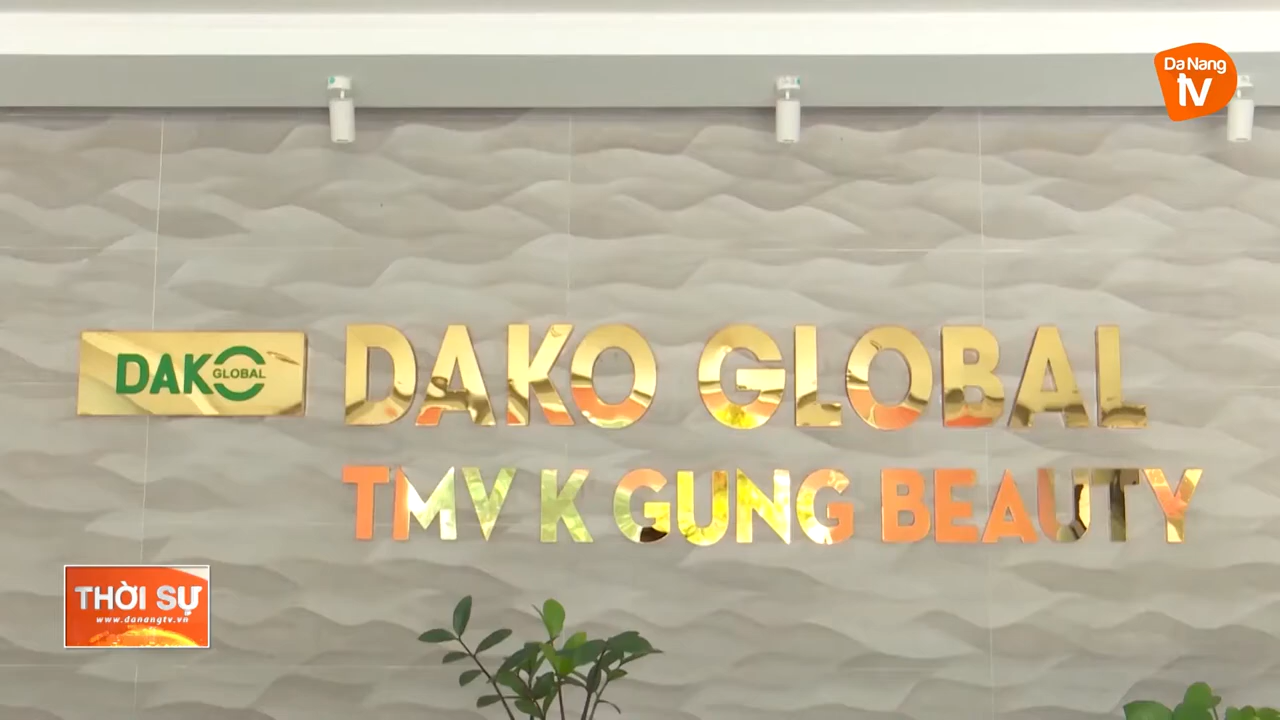 Da Nang
tv
DAKO
GLOBAL
DAKO GLOBAL
TMV K GUNG BEAUTY
THỜI SỰ
www.danangtv.vn